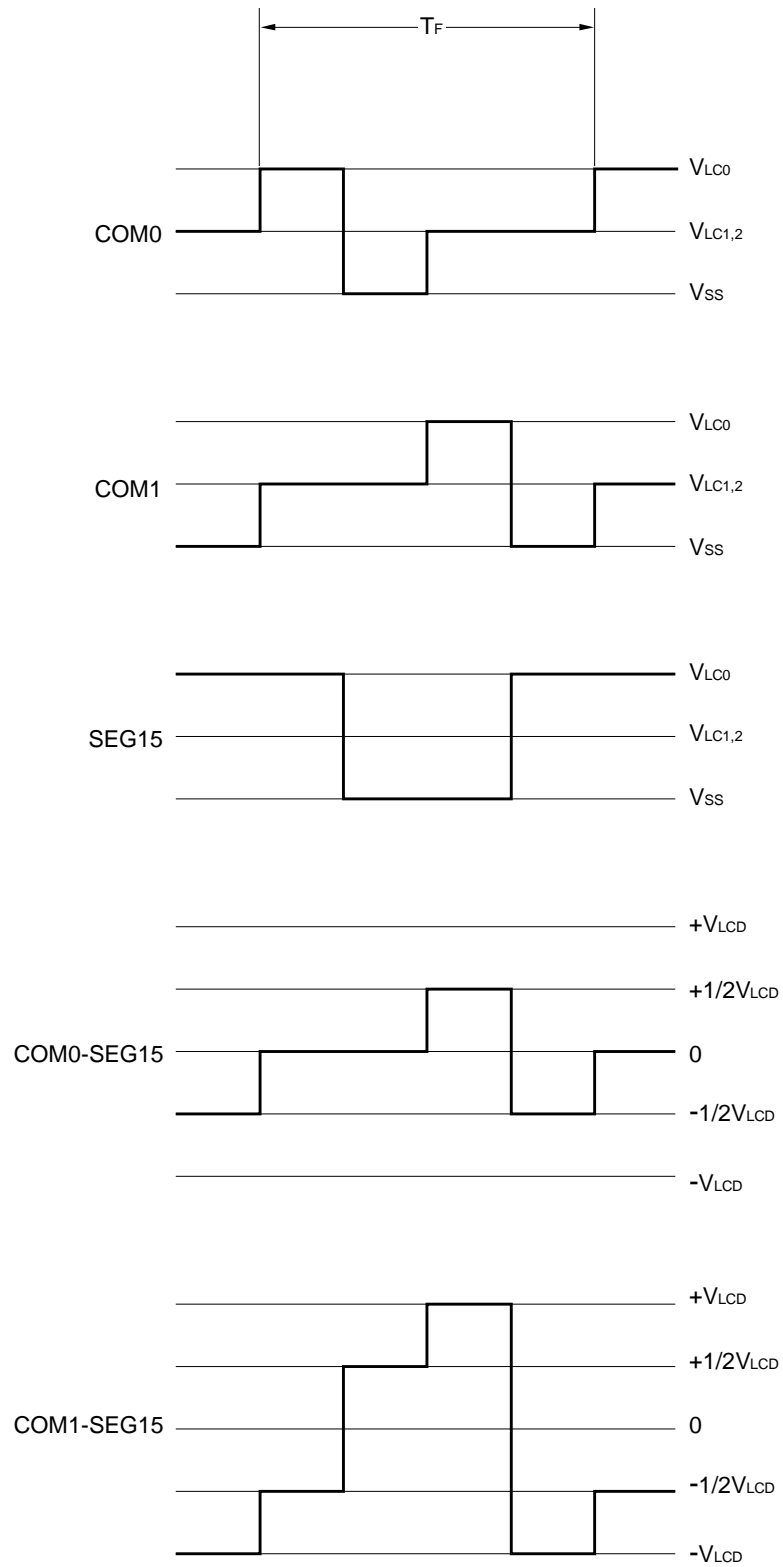 TF
VLC0
COM0
VLC1,2
VSS
VLC0
COM1
VLC1,2
VSS
VLC0
SEG15
VLC1,2
VSS
+VLCD
+1/2VLCD
COM0-SEG15
0
-1/2VLCD
-VLCD
+VLCD
+1/2VLCD
COM1-SEG15
0
-1/2VLCD
-VLCD